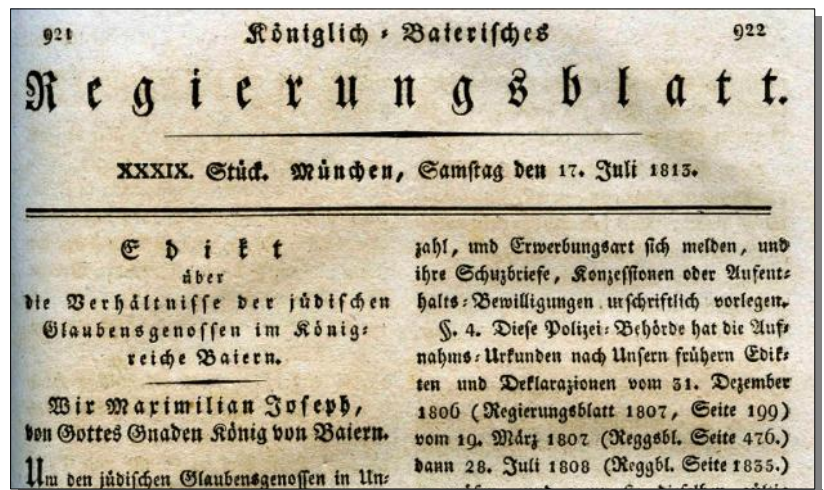 921 Königlich-Baierisches 922
Regierungsblatt.
XXXIX. Stück. München, Samstag den 17. Juli 1813.
Edikt
über
die Verhältnisse der jüdischen
Glaubensgenossen im König-
reiche Baiern.
Wir Maximilian Joseph,
von Gottes Gnaden König von Baiern.
Um den jüdischen Glaubensgenossen in Un-
zahl, und Erwerbungsart sich melden, und
ihre Schuzbriefe, Konzessionen oder Aufent-
halts-Bewilligungen urschriftlich vorlegen.
§. 4. Diese Polizei-Behörde hat die Auf-
nahms-Urkunden nach Unsern frühern Edik-
ten und Deklarazionen vom 31. Dezember
1806 (Regierungsblatt 1807, Seite 199)
vom 19. März 1807 (Reggsbl. Seite 476.)
dann 28. Juli 1808 (Reggbl. Seite 1835.)